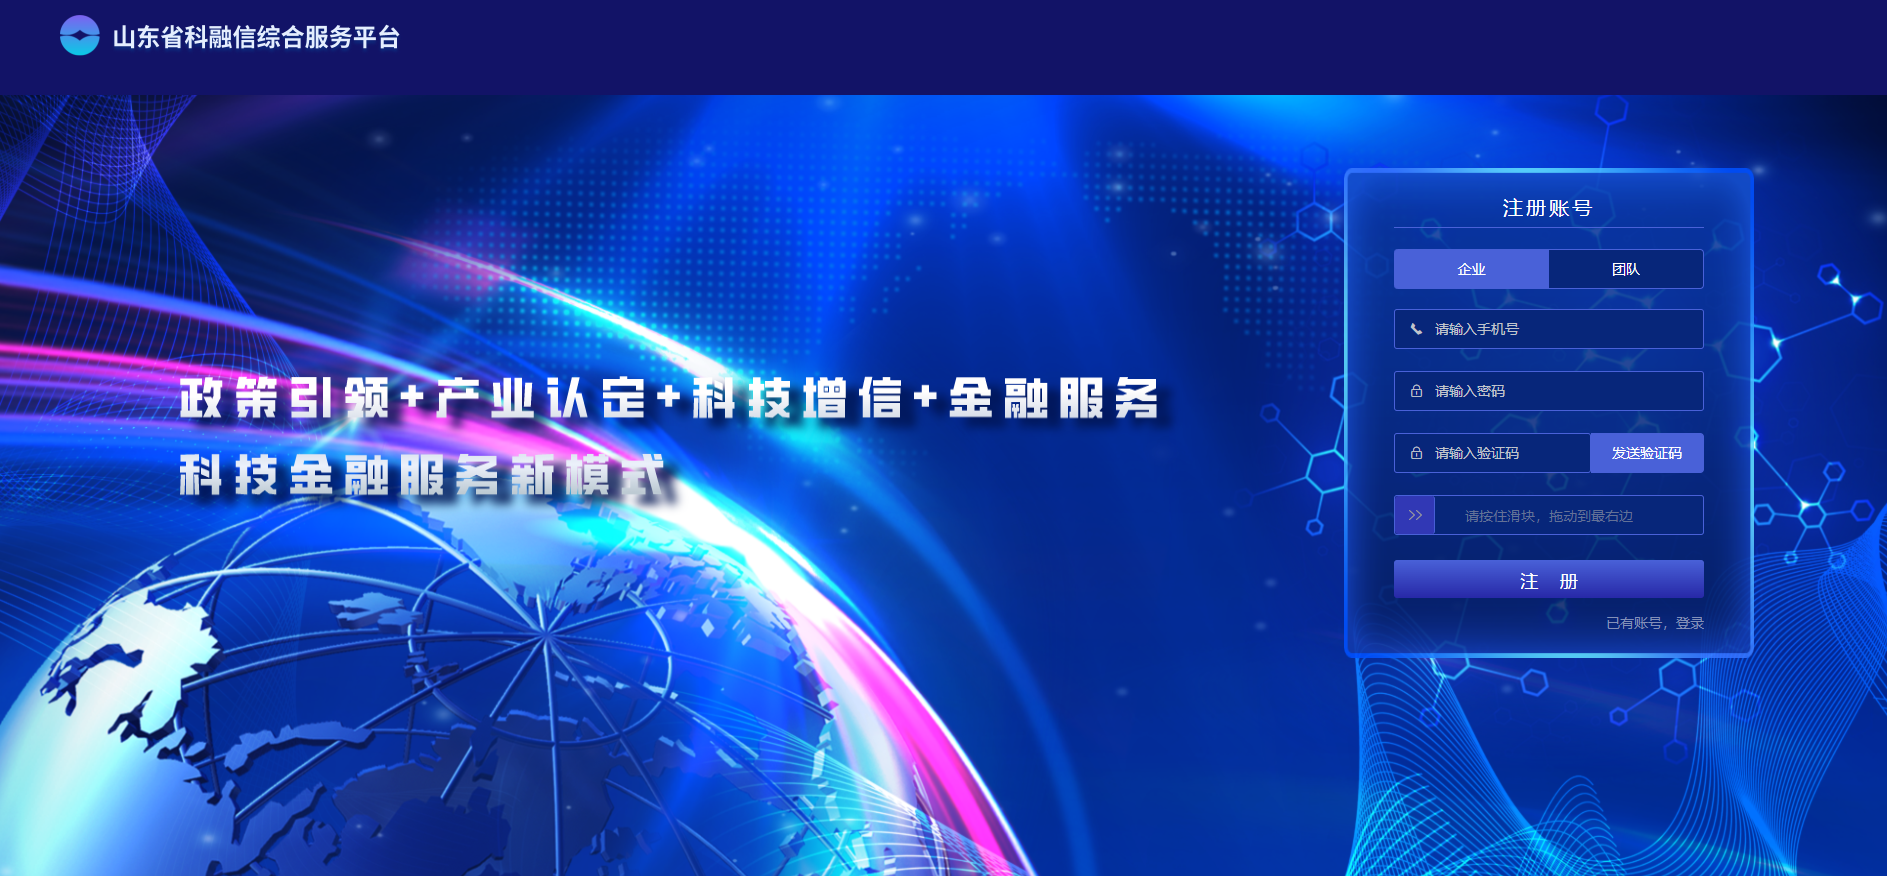 山东省科融信综合服务平台
政策引领+产业认定+科技增信+金融服务
科技金融服务新模式
注册账号
企业 团队
请输入手机号
请输入密码
请输入验证码 发送验证码
请按住滑块，拖动到最右边
注 册
已有账号，登录